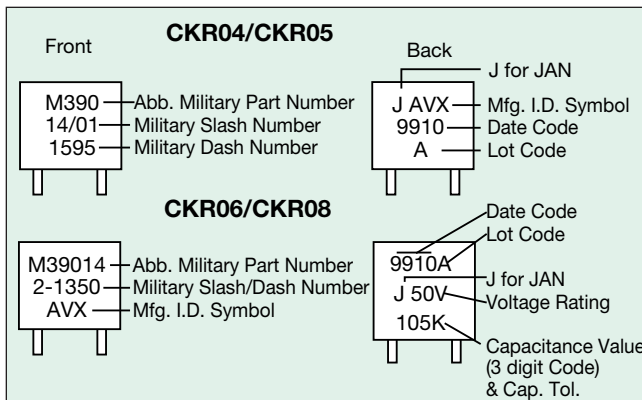 CKR04/CKR05
Front
M390 Abb. Military Part Number
14/01 Military Slash Number
1595 Military Dash Number
Back
J for JAN
J AVX Mfg. I.D. Symbol
9910 Date Code
A Lot Code
CKR06/CKR08
M39014 Abb. Military Part Number
2-1350 Military Slash/Dash Number
AVX Mfg. I.D. Symbol
Date Code
Lot Code
9910A
J for JAN
J 50V Voltage Rating
105K
Capacitance Value
(3 digit Code)
& Cap. Tol.